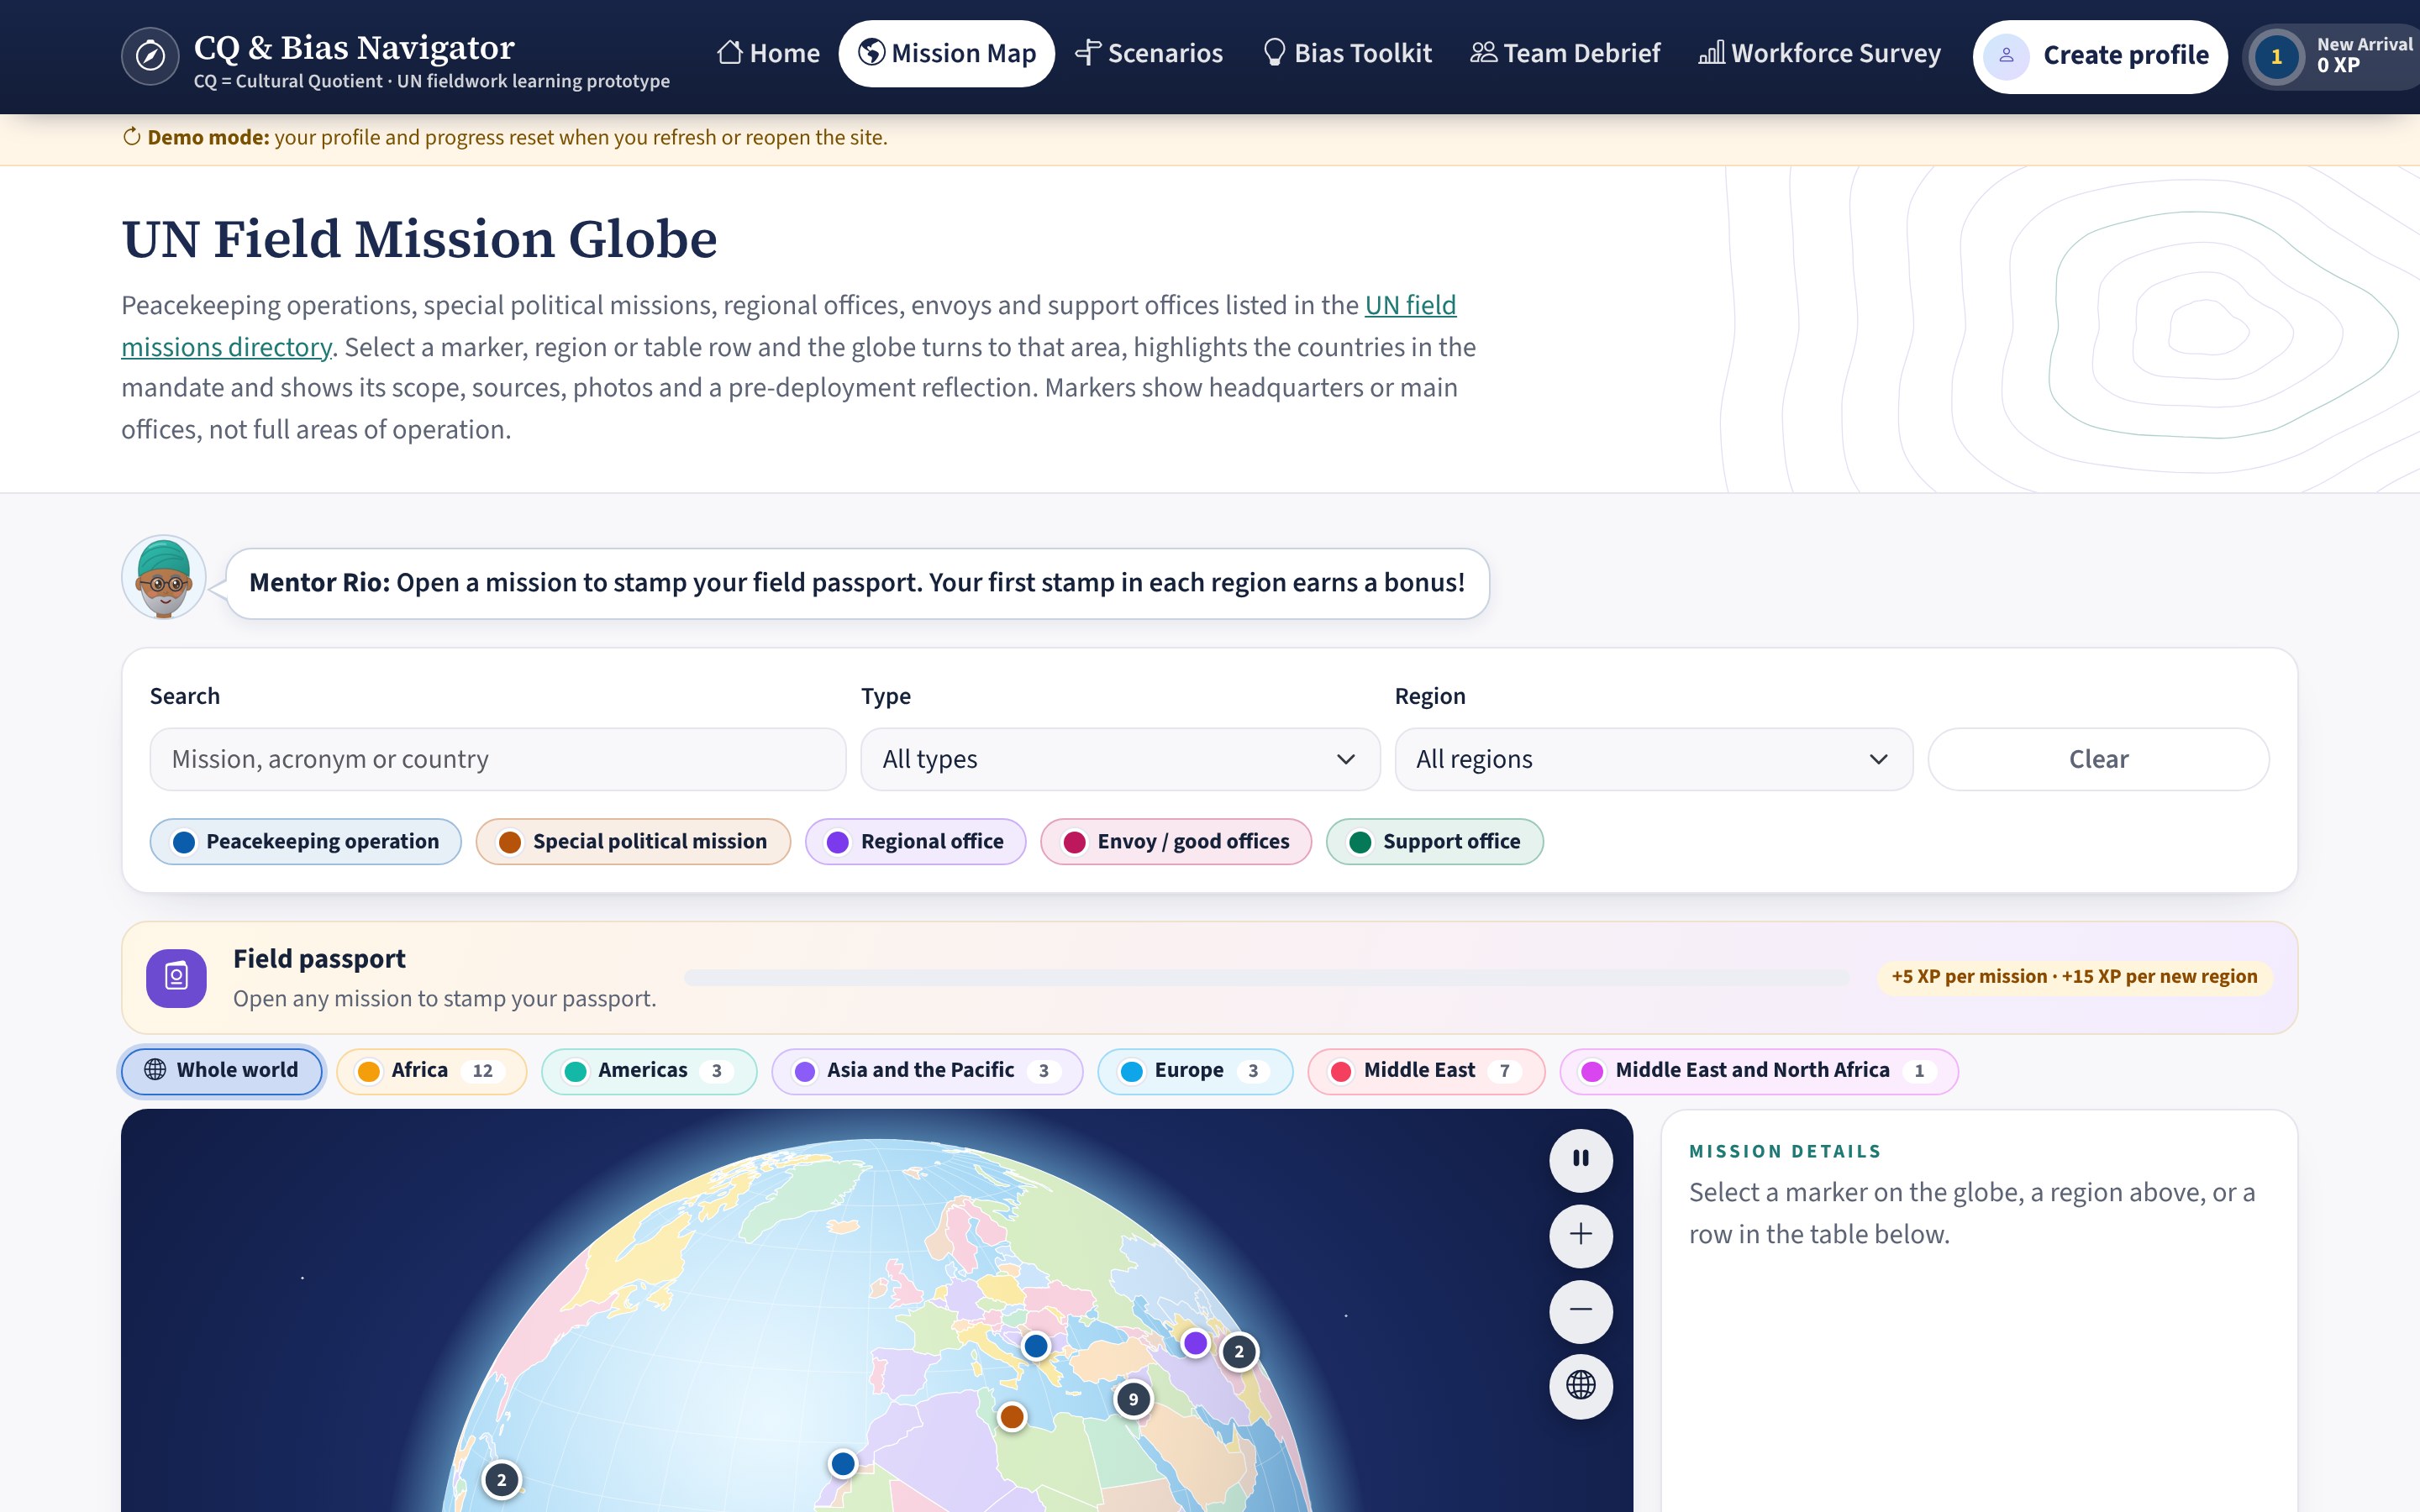 CQ & Bias Navigator
CQ = Cultural Quotient · UN fieldwork learning prototype
Home
Mission Map
Scenarios
Bias Toolkit
Team Debrief
Workforce Survey
Create profile
1
New Arrival
0 XP
Demo mode: your profile and progress reset when you refresh or reopen the site.
UN Field Mission Globe
Peacekeeping operations, special political missions, regional offices, envoys and support offices listed in the UN field
missions directory. Select a marker, region or table row and the globe turns to that area, highlights the countries in the
mandate and shows its scope, sources, photos and a pre-deployment reflection. Markers show headquarters or main
offices, not full areas of operation.
Mentor Rio: Open a mission to stamp your field passport. Your first stamp in each region earns a bonus!
Search
Type
Region
Mission, acronym or country
All types
All regions
Clear
Peacekeeping operation
Special political mission
Regional office
Envoy / good offices
Support office
Field passport
Open any mission to stamp your passport.
+5 XP per mission · +15 XP per new region
Whole world
Africa 12
Americas 3
Asia and the Pacific 3
Europe 3
Middle East 7
Middle East and North Africa 1
MISSION DETAILS
Select a marker on the globe, a region above, or a
row in the table below.
2
9
2